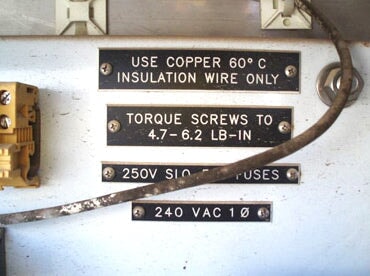 USE COPPER 60° C
INSULATION WIRE ONLY
TORQUE SCREWS TO
4.7-6.2 LB-IN
250V SLO FUSES
240 VAC 1Ø